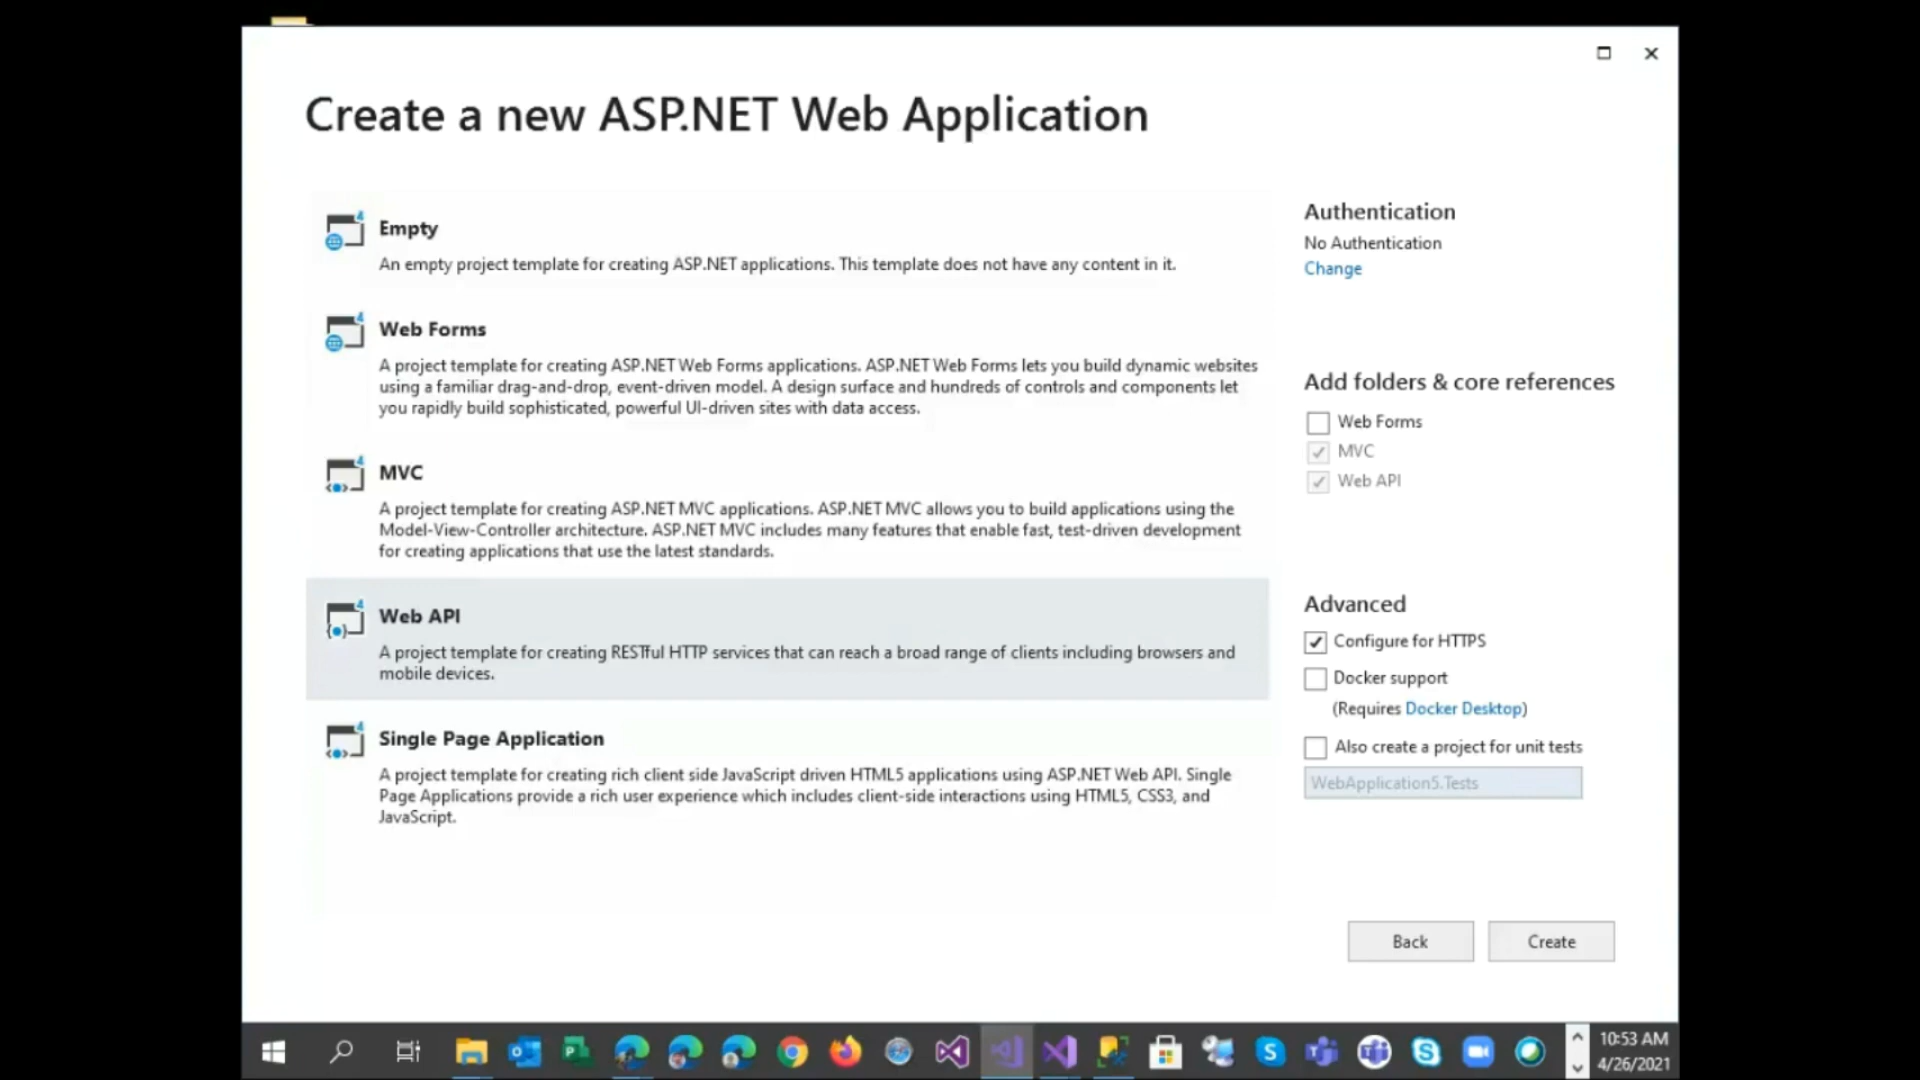 Create a new ASP.NET Web Application
Empty
An empty project template for creating ASP.NET applications. This template does not have any content in it.
Web Forms
A project template for creating ASP.NET Web Forms applications. ASP.NET Web Forms lets you build dynamic websites
using a familiar drag-and-drop, event-driven model. A design surface and hundreds of controls and components let
you rapidly build sophisticated, powerful UI-driven sites with data access.
MVC
A project template for creating ASP.NET MVC applications. ASP.NET MVC allows you to build applications using the
Model-View-Controller architecture. ASP.NET MVC includes many features that enable fast, test-driven development
for creating applications that use the latest standards.
Web API
A project template for creating RESTful HTTP services that can reach a broad range of clients including browsers and
mobile devices.
Single Page Application
A project template for creating rich client side JavaScript driven HTML5 applications using ASP.NET Web API. Single
Page Applications provide a rich user experience which includes client-side interactions using HTML5, CSS3, and
JavaScript.
Authentication
No Authentication
Change
Add folders & core references
Web Forms
MVC
Web API
Advanced
Configure for HTTPS
Docker support
(Requires Docker Desktop)
Also create a project for unit tests
WebApplication5.Tests
Back
Create
10:53 AM
4/26/2021